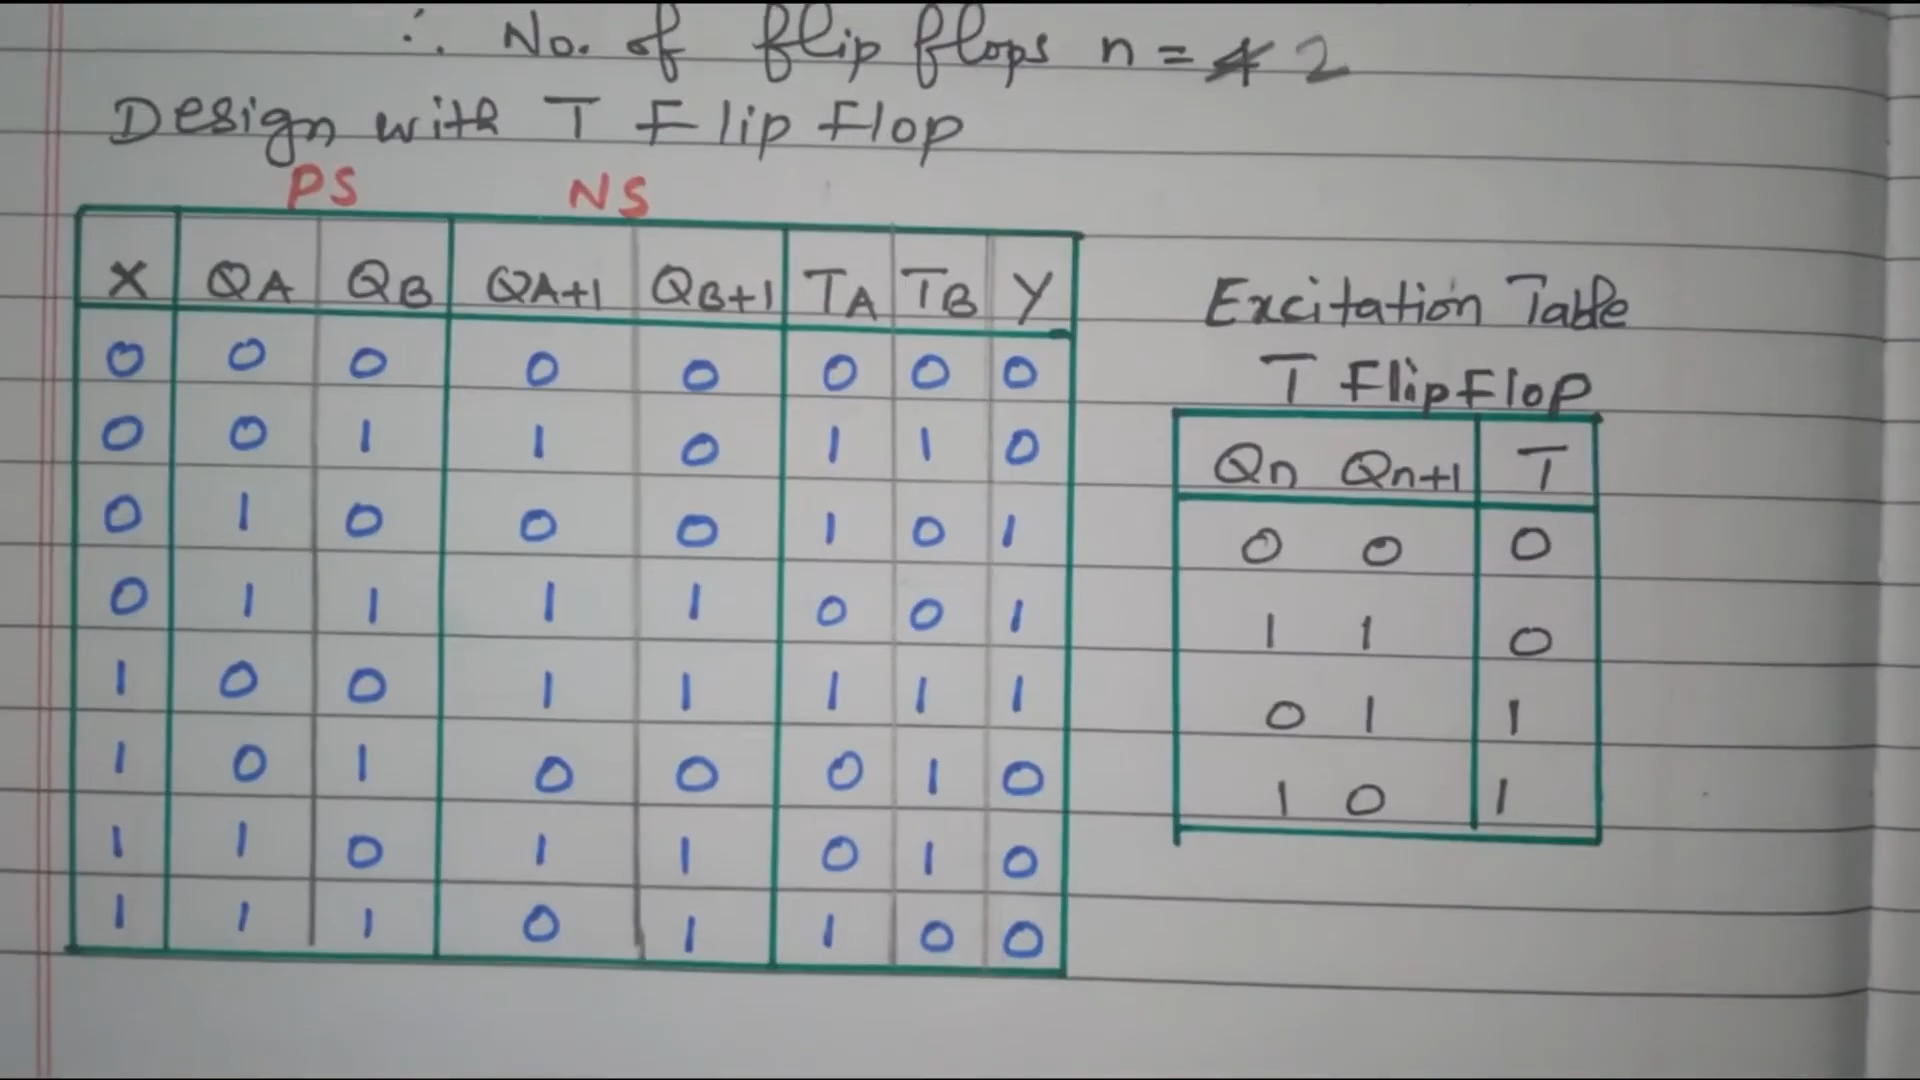 ∴ No. of flip flops n = 2
Design with T FlipFlop
PS NS
X QA QB QA+1 QB+1 TA TB Y
0 0 0 0 0 0 0 0
0 0 1 1 0 1 1 0
0 1 0 0 0 1 0 1
0 1 1 1 1 0 0 1
1 0 0 1 1 1 1 1
1 0 1 0 0 0 1 0
1 1 0 1 1 0 1 0
1 1 1 0 1 1 0 0
Excitation Table
T FlipFlop
Qn Qn+1 T
0 0 0
1 1 0
0 1 1
1 0 1